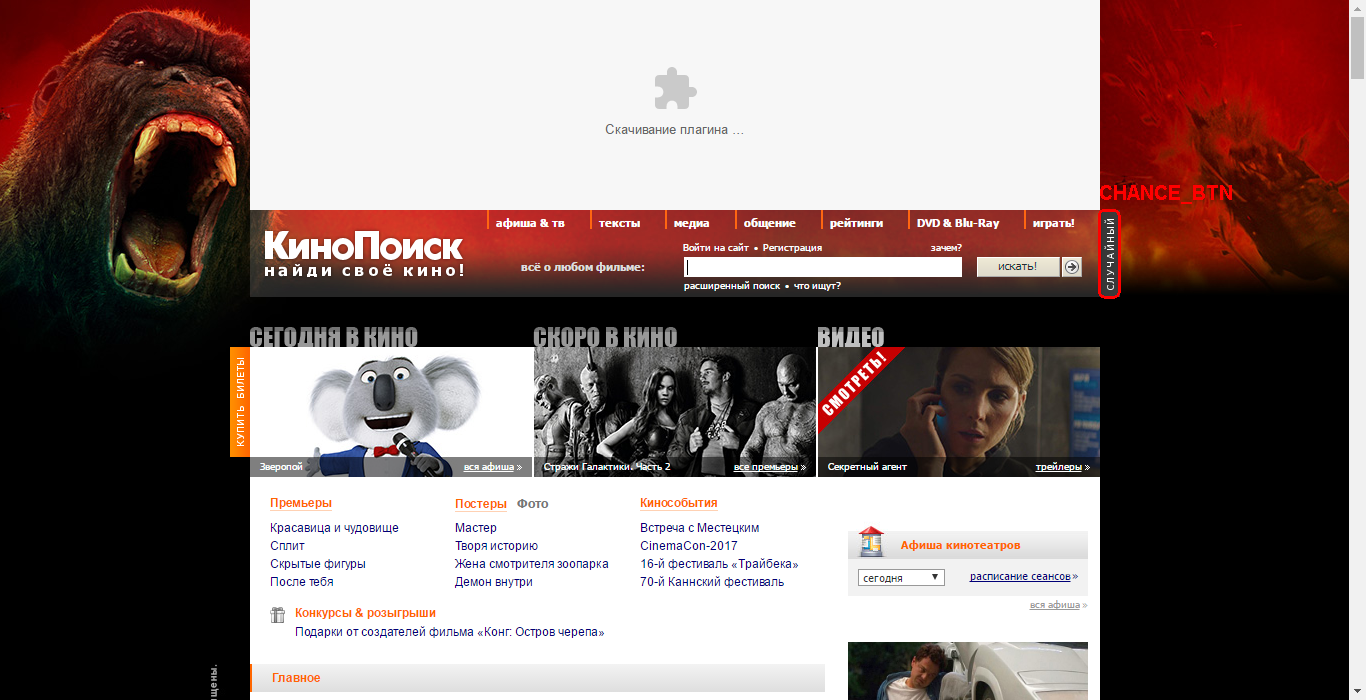 Скачивание плагина ...
CHANCE_BTN
афиша & тв
тексты
медиа
общение
рейтинги
DVD & Blu-Ray
играть!
КиноПоиск
найди своё кино!
Войти на сайт • Регистрация
зачем?
всё о любом фильме:
искать!
расширенный поиск • что ищут?
СЛУЧАЙНЫЙ
СЕГОДНЯ В КИНО
СКОРО В КИНО
ВИДЕО
КУПИТЬ БИЛЕТЫ
СМОТРЕТЬ!
Зверопой
вся афиша »
Стражи Галактики. Часть 2
все премьеры »
Секретный агент
трейлеры »
Премьеры
Красавица и чудовище
Сплит
Скрытые фигуры
После тебя
Постеры Фото
Мастер
Творя историю
Жена смотрителя зоопарка
Демон внутри
Кинособытия
Встреча с Местецким
CinemaCon-2017
16-й фестиваль «Трайбека»
70-й Каннский фестиваль
Афиша кинотеатров
сегодня
расписание сеансов »
вся афиша »
Конкурсы & розыгрыши
Подарки от создателей фильма «Конг: Остров черепа»
Главное